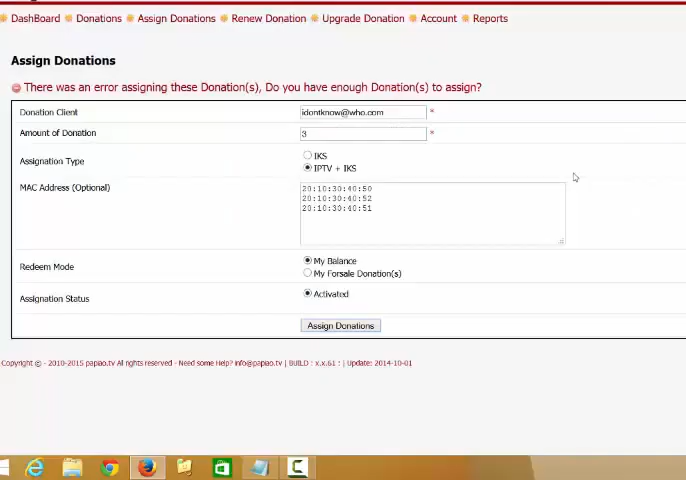 DashBoard Donations Assign Donations Renew Donation Upgrade Donation Account Reports
Assign Donations
There was an error assigning these Donation(s), Do you have enough Donation(s) to assign?
Donation Client idontknow@who.com *
Amount of Donation 3 *
Assignation Type
IKS
IPTV + IKS
MAC Address (Optional)
20:10:30:40:50
20:10:30:40:52
20:10:30:40:51
Redeem Mode
My Balance
My Forsale Donation(s)
Assignation Status
Activated
Assign Donations
Copyright © - 2010-2015 papiao.tv All rights reserved - Need some Help? info@papiao.tv | BUILD : x.x.61 : | Update: 2014-10-01